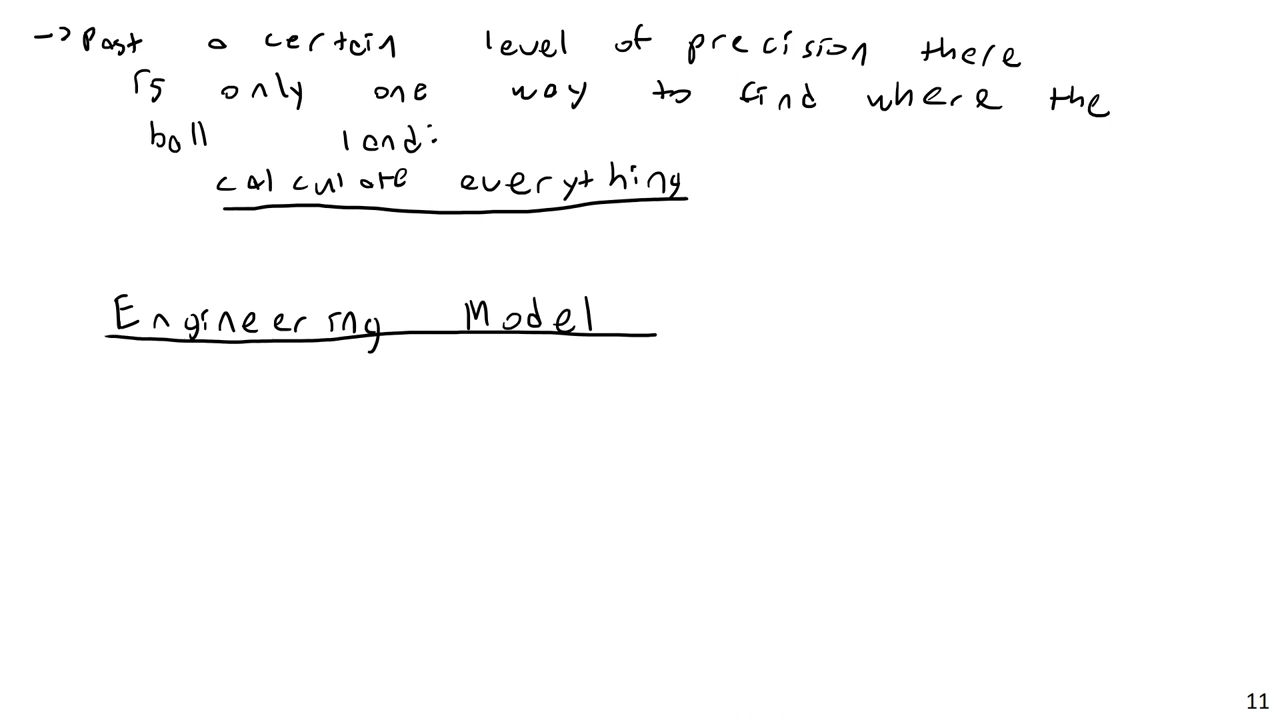 -> Past a certain level of precision there
is only one way to find where the
ball land:
calculate everything
Engineering Model
11